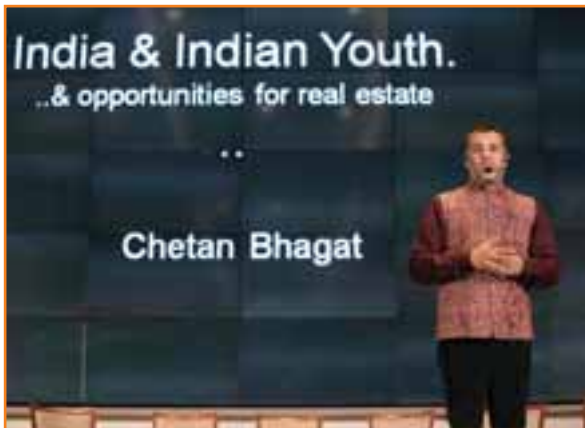 India & Indian Youth.
..& opportunities for real estate
..
Chetan Bhagat